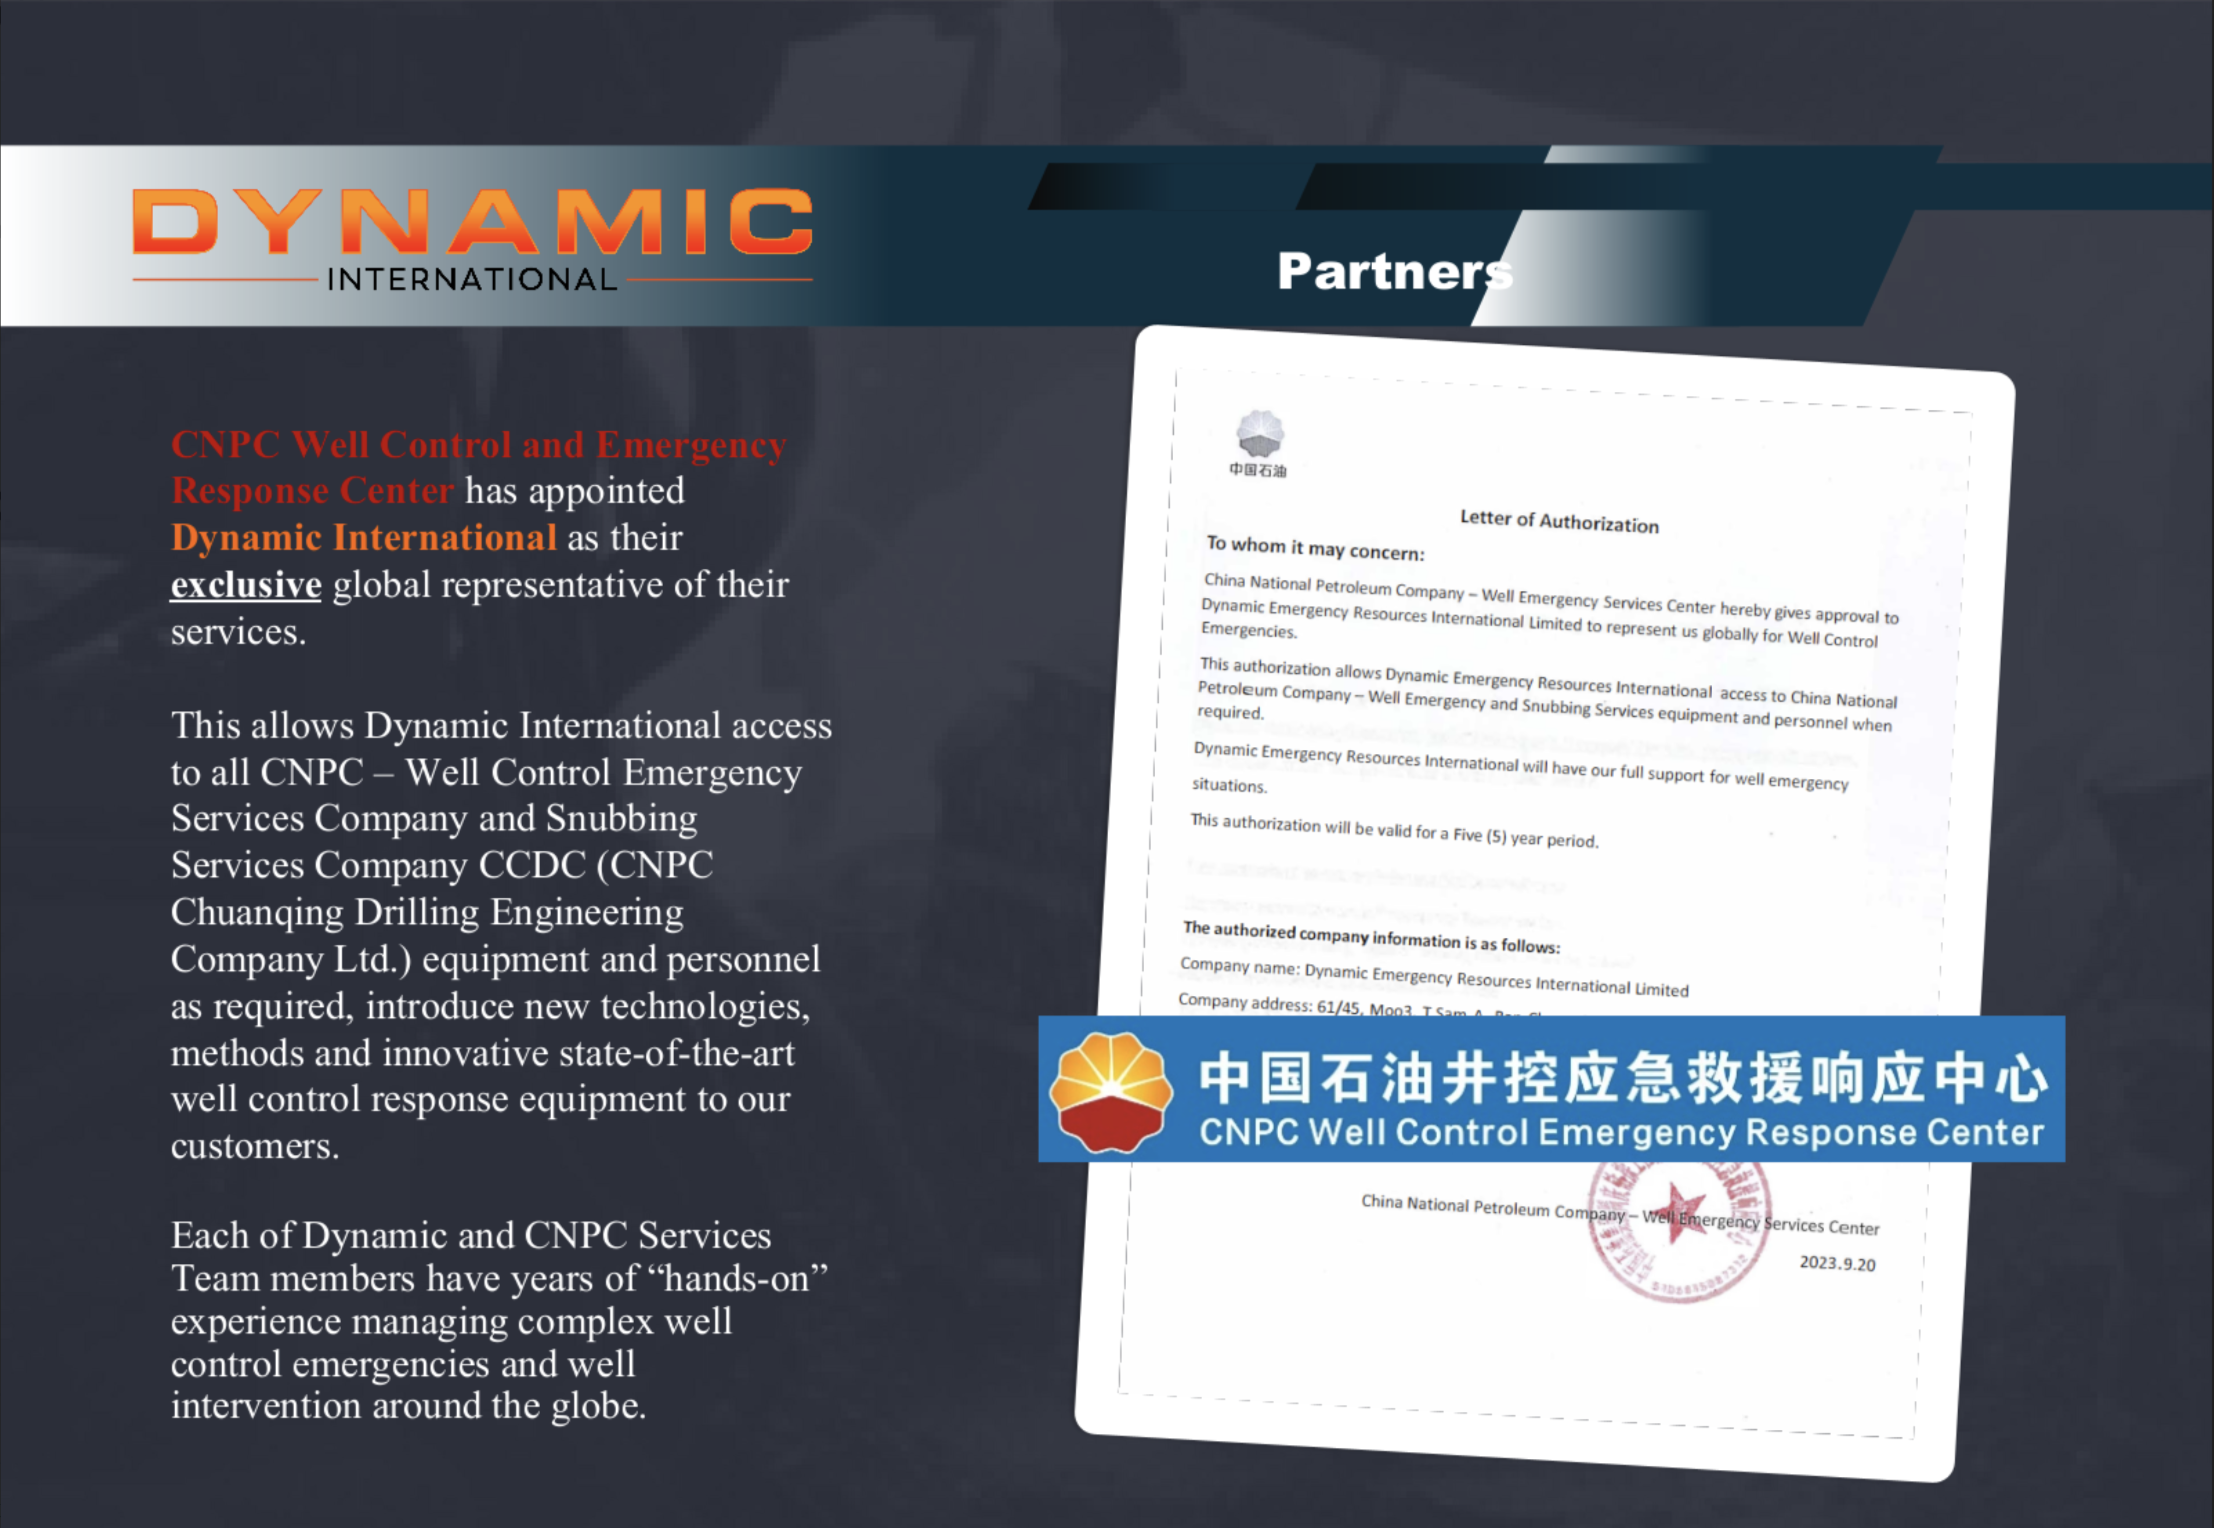 DYNAMIC
INTERNATIONAL
Partners
CNPC Well Control and Emergency
Response Center has appointed
Dynamic International as their
exclusive global representative of their
services.
This allows Dynamic International access
to all CNPC – Well Control Emergency
Services Company and Snubbing
Services Company CCDC (CNPC
Chuanqing Drilling Engineering
Company Ltd.) equipment and personnel
as required, introduce new technologies,
methods and innovative state-of-the-art
well control response equipment to our
customers.
Each of Dynamic and CNPC Services
Team members have years of “hands-on”
experience managing complex well
control emergencies and well
intervention around the globe.
中国石油
Letter of Authorization
To whom it may concern:
China National Petroleum Company – Well Emergency Services Center hereby gives approval to
Dynamic Emergency Resources International Limited to represent us globally for Well Control
Emergencies.
This authorization allows Dynamic Emergency Resources International access to China National
Petroleum Company – Well Emergency and Snubbing Services equipment and personnel when
required.
Dynamic Emergency Resources International will have our full support for well emergency
situations.
This authorization will be valid for a Five (5) year period.
The authorized company information is as follows:
Company name: Dynamic Emergency Resources International Limited
Company address: 61/45, Moo3, T.Sam
中国石油井控应急救援响应中心
CNPC Well Control Emergency Response Center
China National Petroleum Company – Well Emergency Services Center
2023.9.20